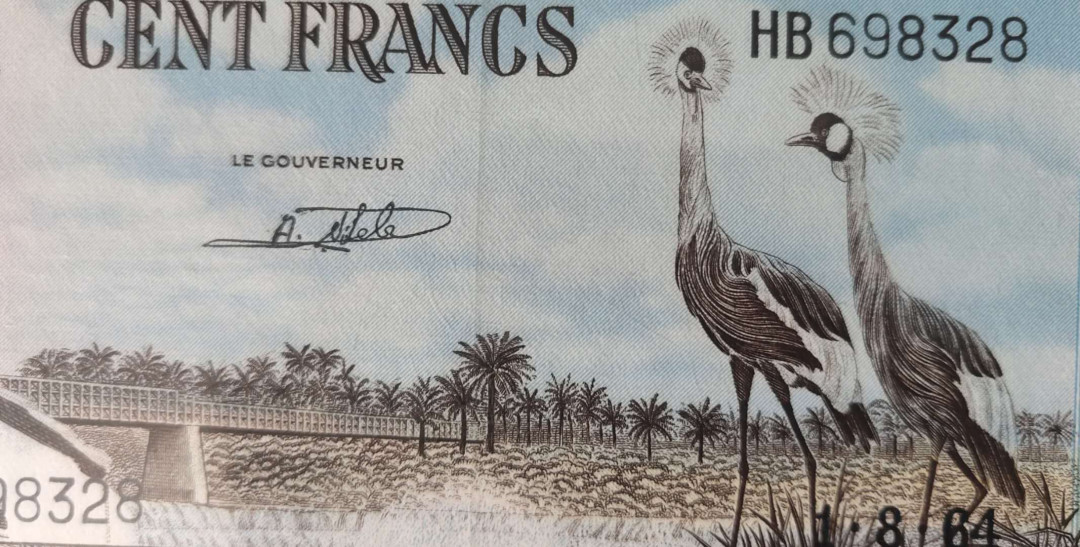 CENT FRANCS
HB 698328
LE GOUVERNEUR
98328
1·8·64